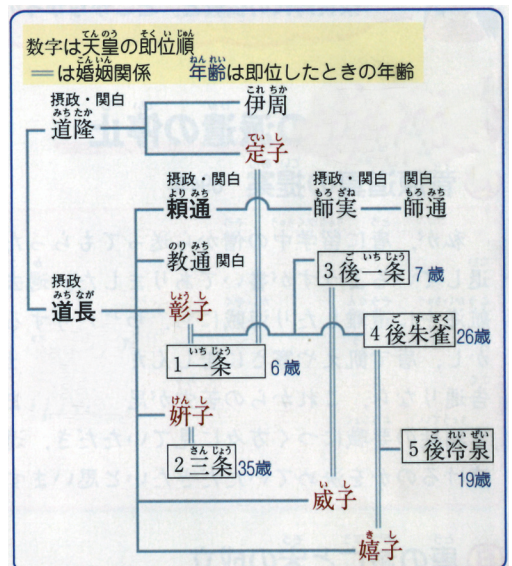 数字は天皇の即位順
＝は婚姻関係 年齢は即位したときの年齢
摂政・関白
道隆
伊周
定子
摂政・関白
頼通
摂政・関白
師実
関白
師通
教通 関白
摂政
道長
彰子
3 後一条 7歳
4 後朱雀 26歳
1 一条 6歳
妍子
2 三条 35歳
5 後冷泉
19歳
威子
嬉子